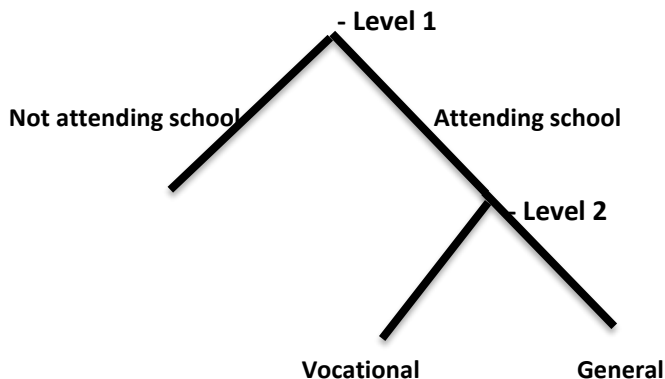 - Level 1
Not attending school
Attending school
- Level 2
Vocational
General